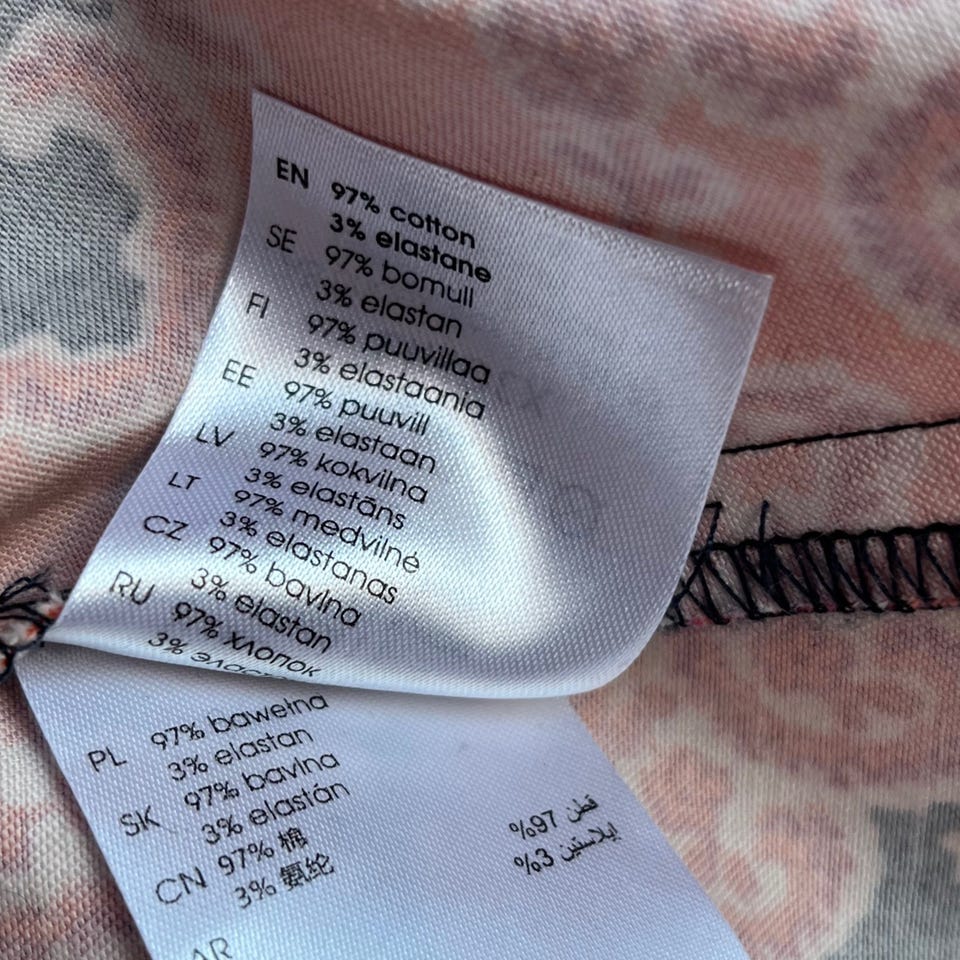 EN 97% cotton
3% elastane
SE 97% bomull
3% elastan
FI 97% puuvillaa
3% elastaania
EE 97% puuvill
3% elastaan
LV 97% kokvilna
3% elastāns
LT 97% medvilnė
3% elastanas
CZ 97% bavlna
3% elastan
RU 97% хлопок
3%
PL 97% bawełna
3% elastan
SK 97% bavlna
3% elastán
CN 97% 棉
3% 氨纶
AR
قطن 97%
إيلاستين 3%